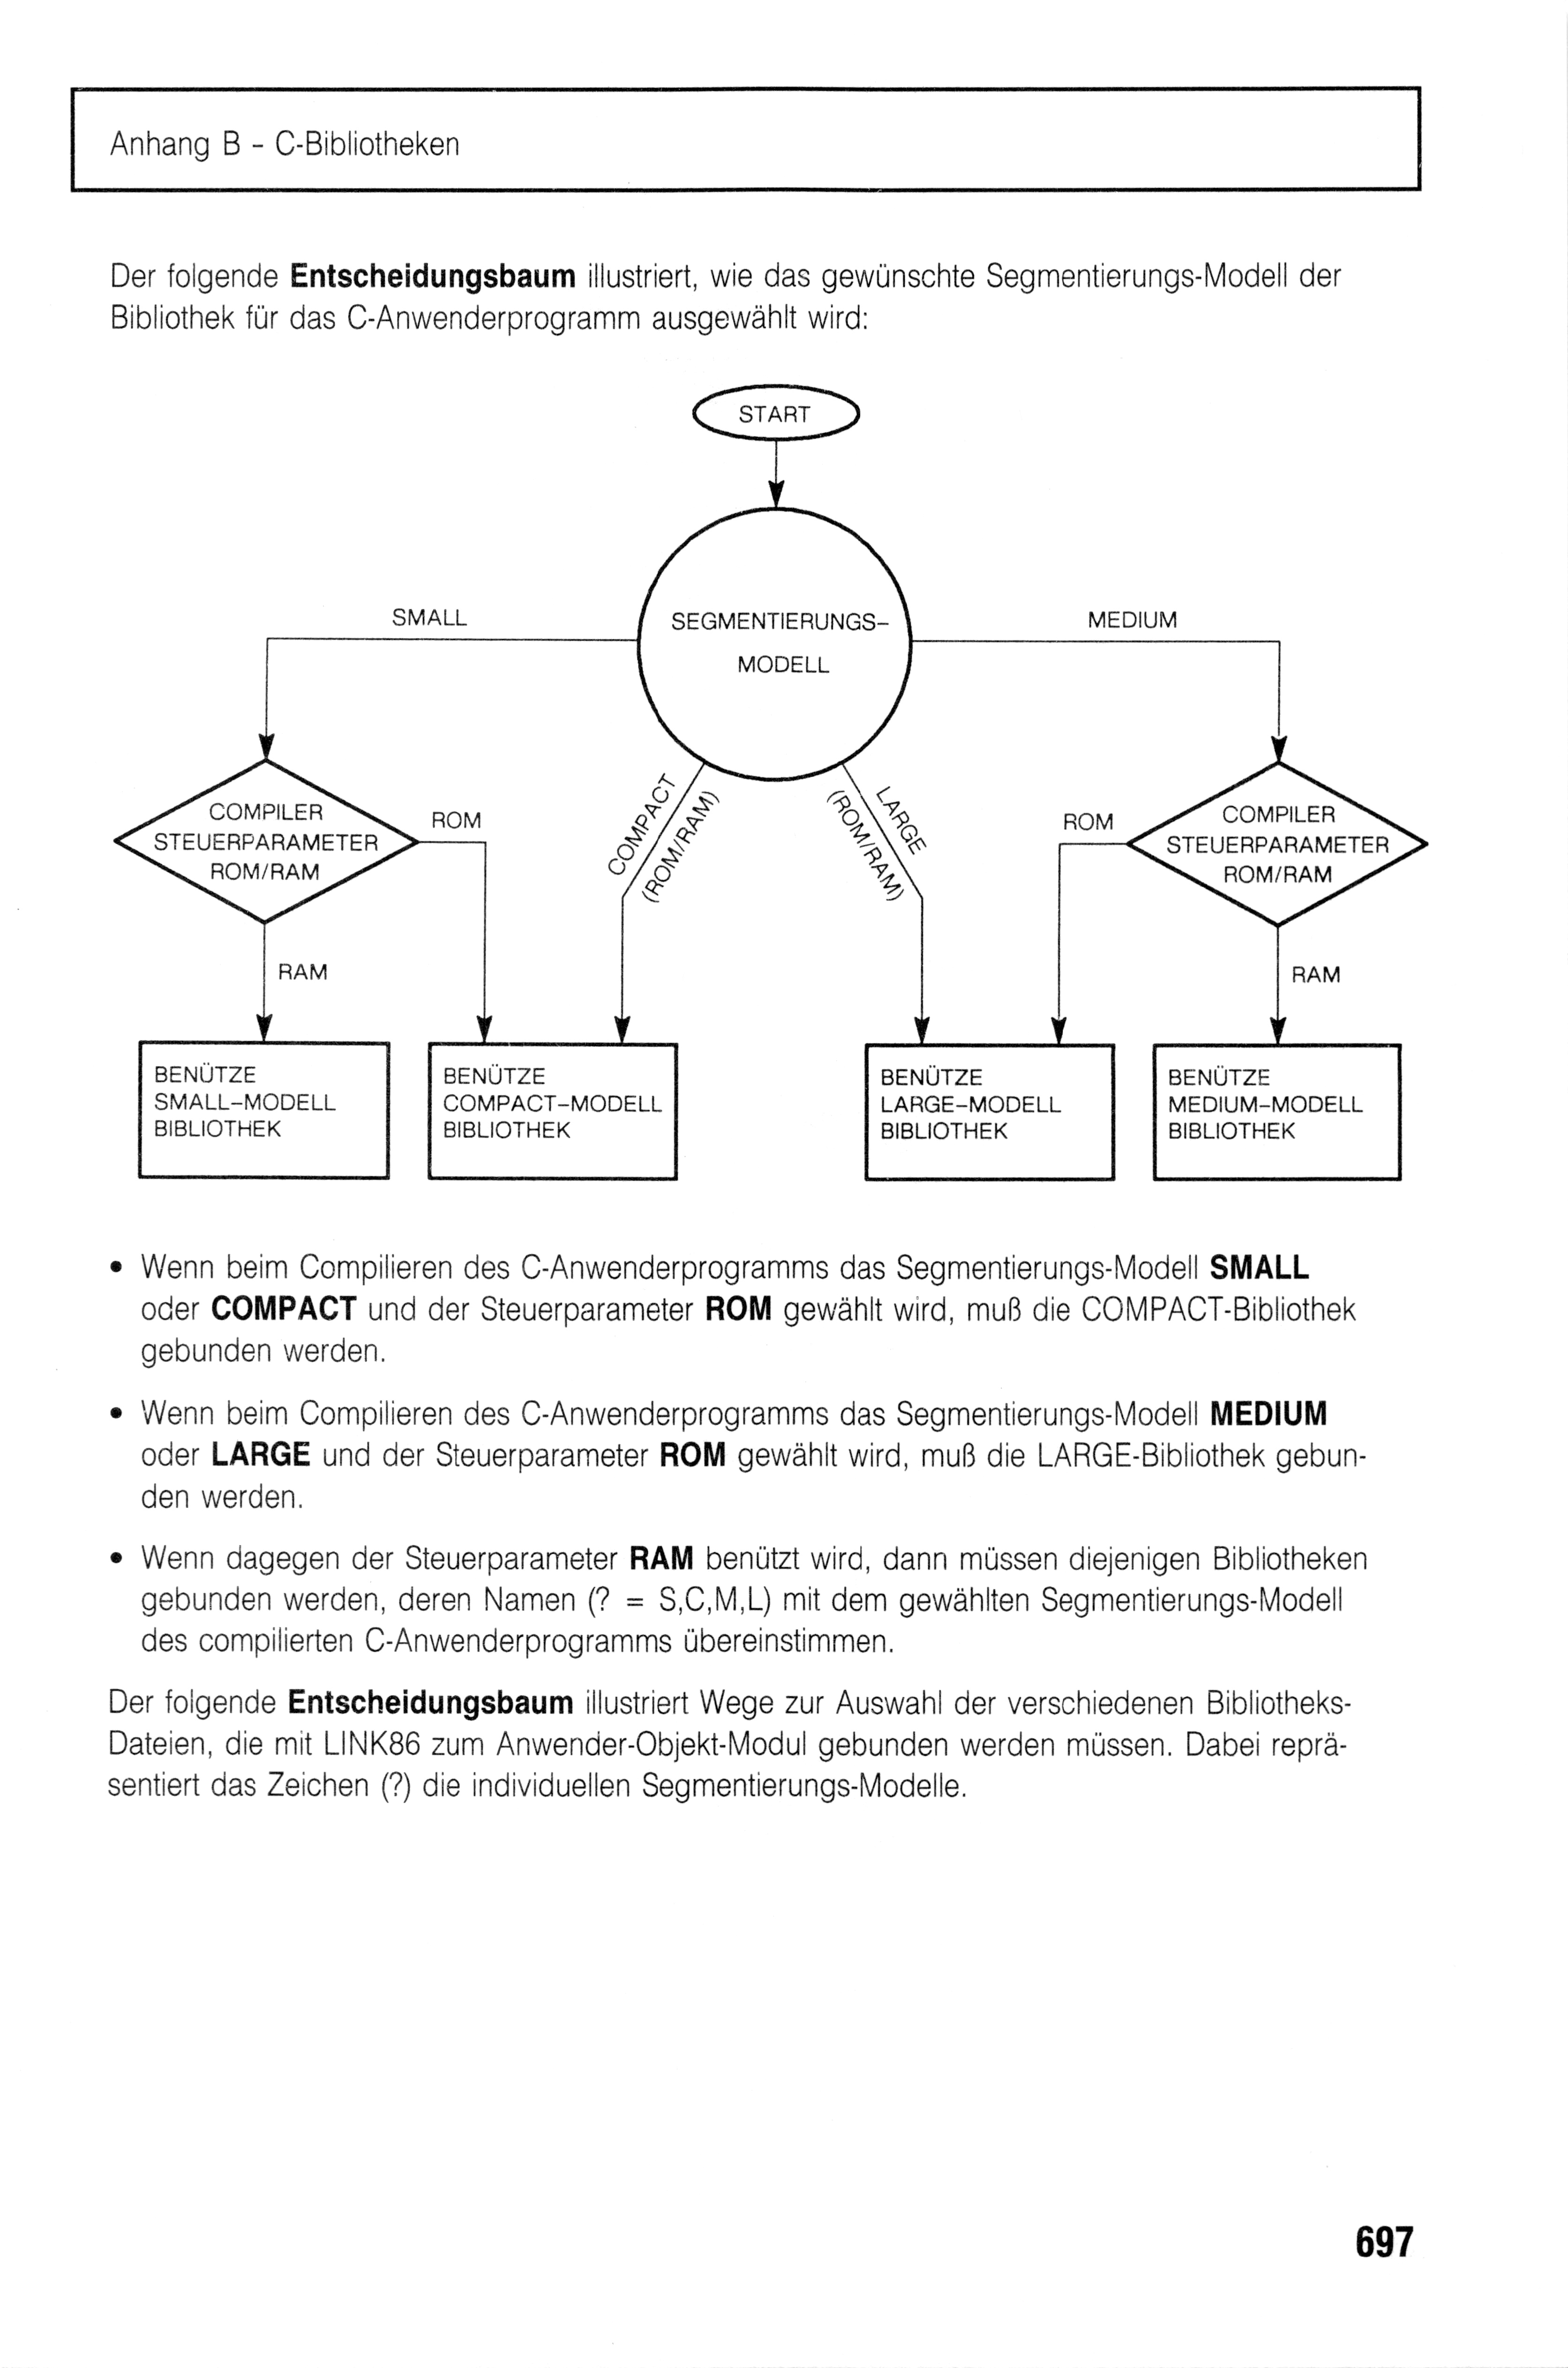 Anhang B - C-Bibliotheken
Der folgende Entscheidungsbaum illustriert, wie das gewünschte Segmentierungs-Modell der
Bibliothek für das C-Anwenderprogramm ausgewählt wird:
START
SEGMENTIERUNGS-
MODELL
SMALL
MEDIUM
COMPACT
(ROM/RAM)
LARGE
(ROM/RAM)
COMPILER
STEUERPARAMETER
ROM/RAM
ROM
RAM
ROM
COMPILER
STEUERPARAMETER
ROM/RAM
RAM
BENÜTZE
SMALL-MODELL
BIBLIOTHEK
BENÜTZE
COMPACT-MODELL
BIBLIOTHEK
BENÜTZE
LARGE-MODELL
BIBLIOTHEK
BENÜTZE
MEDIUM-MODELL
BIBLIOTHEK
• Wenn beim Compilieren des C-Anwenderprogramms das Segmentierungs-Modell SMALL
oder COMPACT und der Steuerparameter ROM gewählt wird, muß die COMPACT-Bibliothek
gebunden werden.
• Wenn beim Compilieren des C-Anwenderprogramms das Segmentierungs-Modell MEDIUM
oder LARGE und der Steuerparameter ROM gewählt wird, muß die LARGE-Bibliothek gebun-
den werden.
• Wenn dagegen der Steuerparameter RAM benützt wird, dann müssen diejenigen Bibliotheken
gebunden werden, deren Namen (? = S,C,M,L) mit dem gewählten Segmentierungs-Modell
des compilierten C-Anwenderprogramms übereinstimmen.
Der folgende Entscheidungsbaum illustriert Wege zur Auswahl der verschiedenen Bibliotheks-
Dateien, die mit LINK86 zum Anwender-Objekt-Modul gebunden werden müssen. Dabei reprä-
sentiert das Zeichen (?) die individuellen Segmentierungs-Modelle.
697